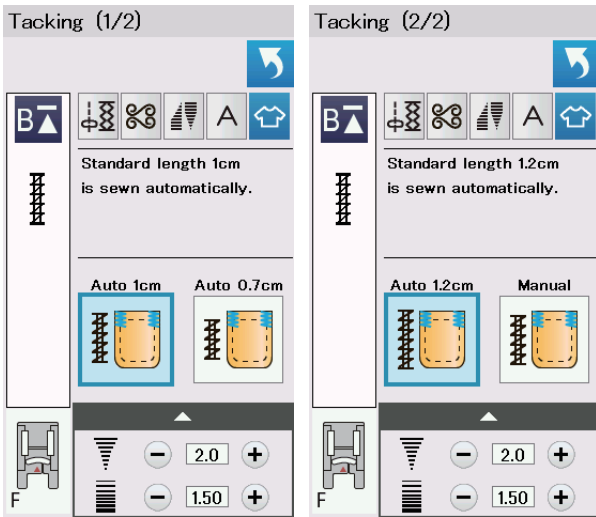 Tacking (1/2)
B
A
Standard length 1cm
is sewn automatically.
Auto 1cm Auto 0.7cm
2.0
F
1.50
Tacking (2/2)
B
A
Standard length 1.2cm
is sewn automatically.
Auto 1.2cm Manual
2.0
F
1.50